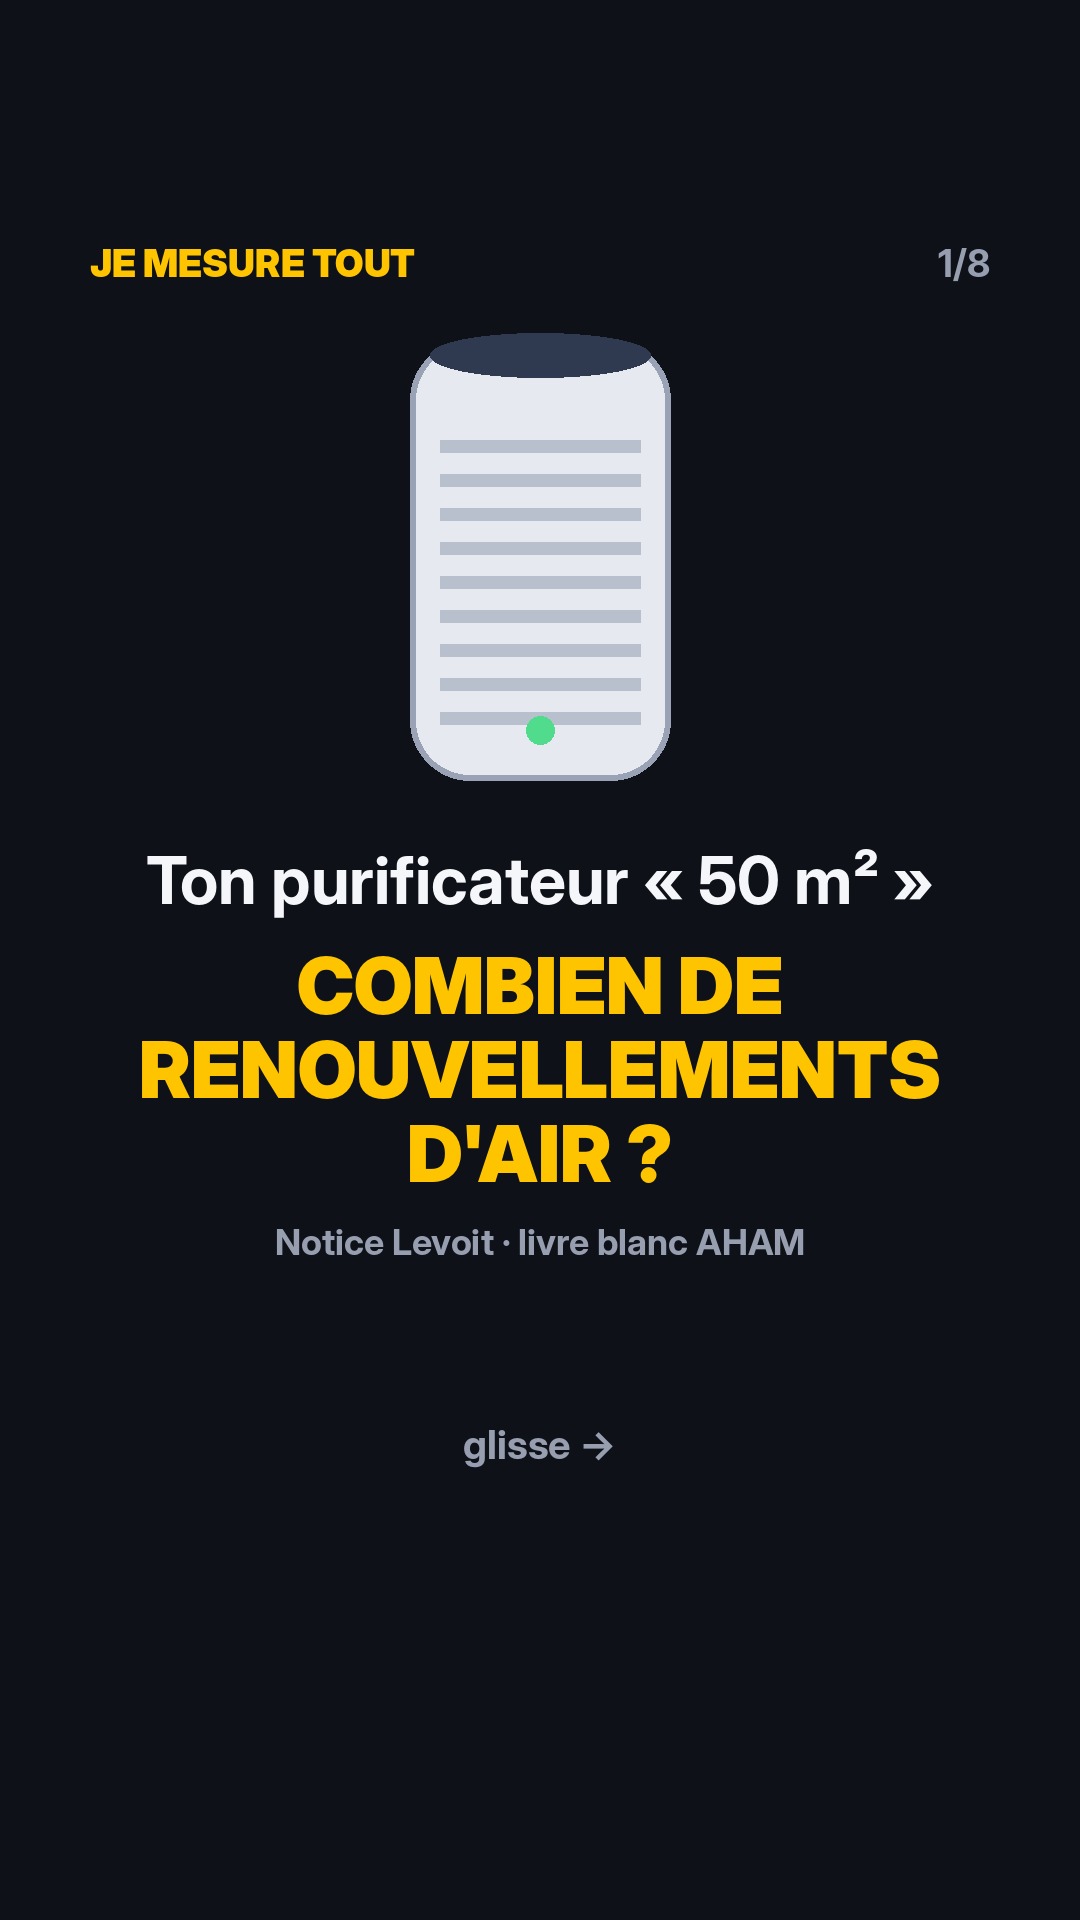 JE MESURE TOUT
1/8
Ton purificateur « 50 m² »
COMBIEN DE
RENOUVELLEMENTS
D'AIR ?
Notice Levoit · livre blanc AHAM
glisse →